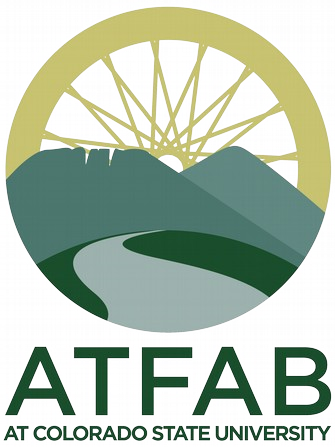 ATFAB
AT COLORADO STATE UNIVERSITY